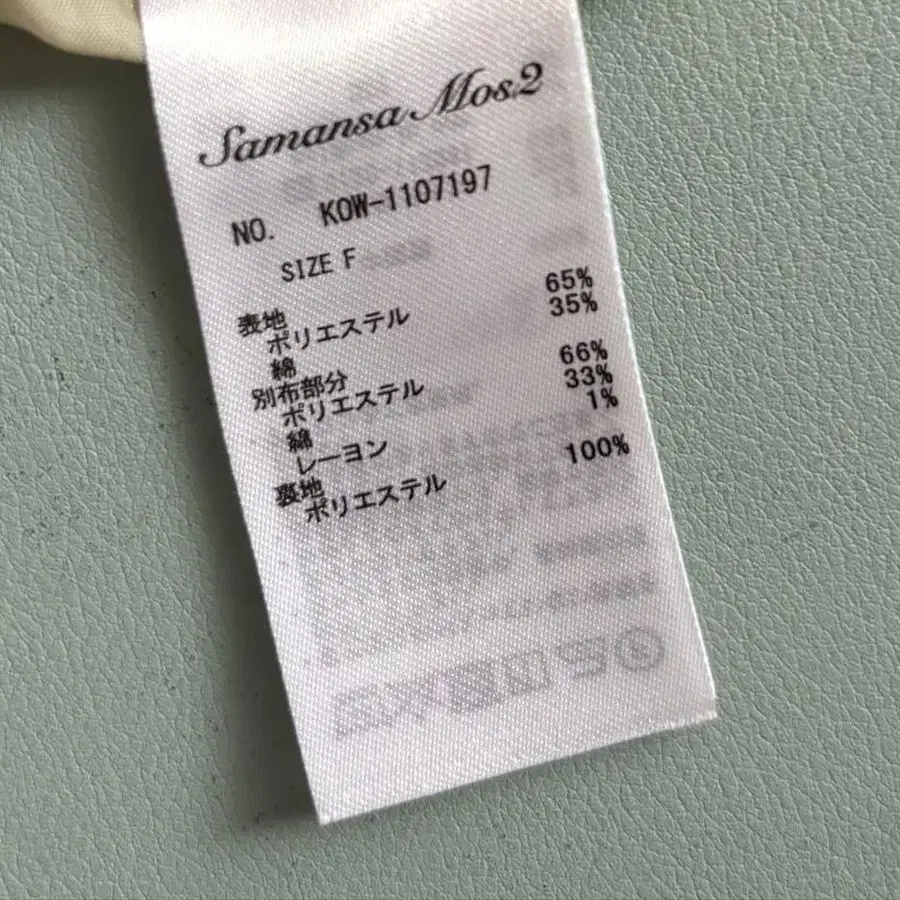 Samansa Mos2
NO. KOW-1107197
SIZE F
表地
ポリエステル 65%
綿 35%
別布部分
ポリエステル 66%
綿 33%
レーヨン 1%
裏地
ポリエステル 100%